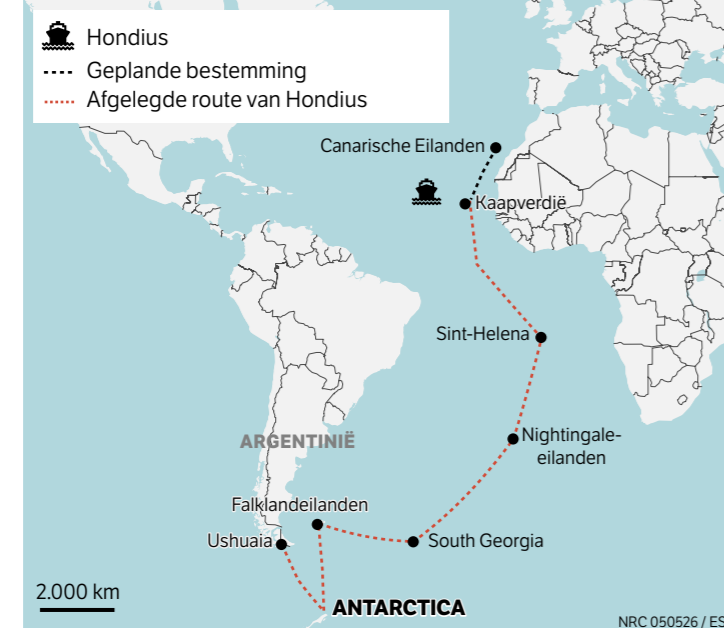 Hondius
Geplande bestemming
Afgelegde route van Hondius
Canarische Eilanden
Kaapverdië
Sint-Helena
Nightingale-
eilanden
ARGENTINIË
Falklandeilanden
Ushuaia
South Georgia
2.000 km
ANTARCTICA
NRC 050526 / ES